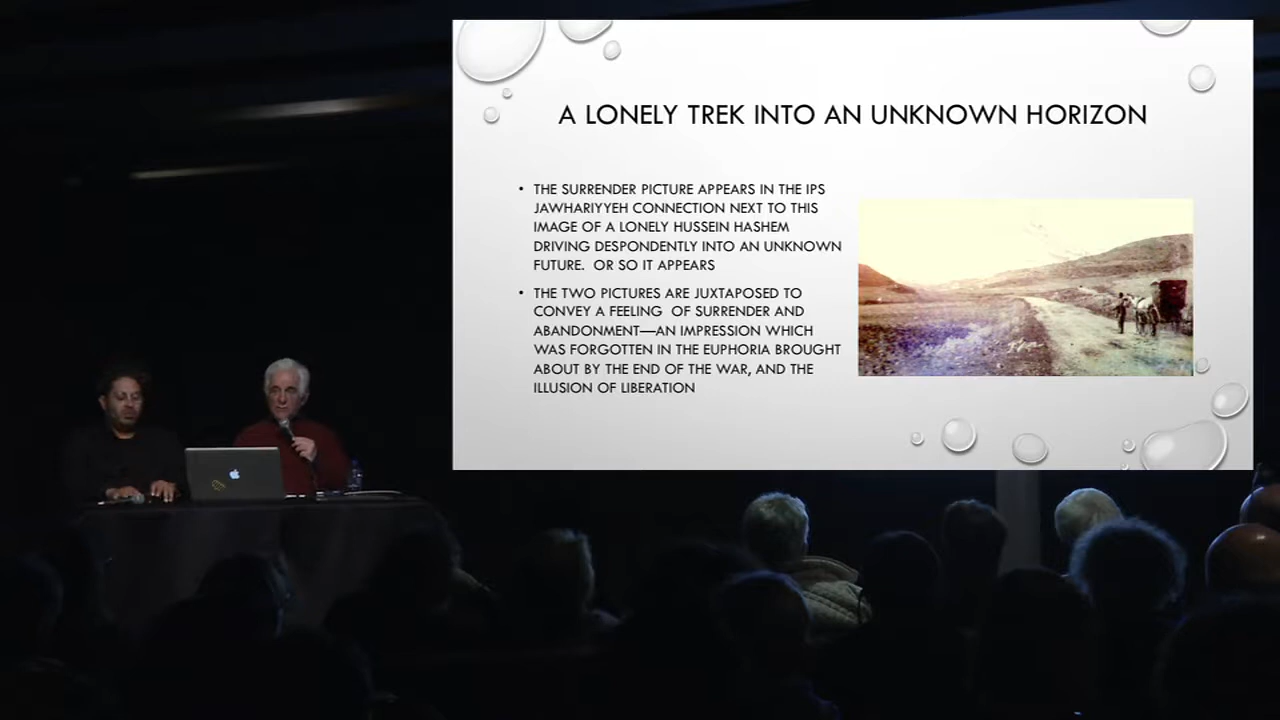 A LONELY TREK INTO AN UNKNOWN HORIZON
• THE SURRENDER PICTURE APPEARS IN THE IPS
JAWHARIYYEH CONNECTION NEXT TO THIS
IMAGE OF A LONELY HUSSEIN HASHEM
DRIVING DESPONDENTLY INTO AN UNKNOWN
FUTURE.  OR SO IT APPEARS
• THE TWO PICTURES ARE JUXTAPOSED TO
CONVEY A FEELING  OF SURRENDER AND
ABANDONMENT—AN IMPRESSION WHICH
WAS FORGOTTEN IN THE EUPHORIA BROUGHT
ABOUT BY THE END OF THE WAR, AND THE
ILLUSION OF LIBERATION